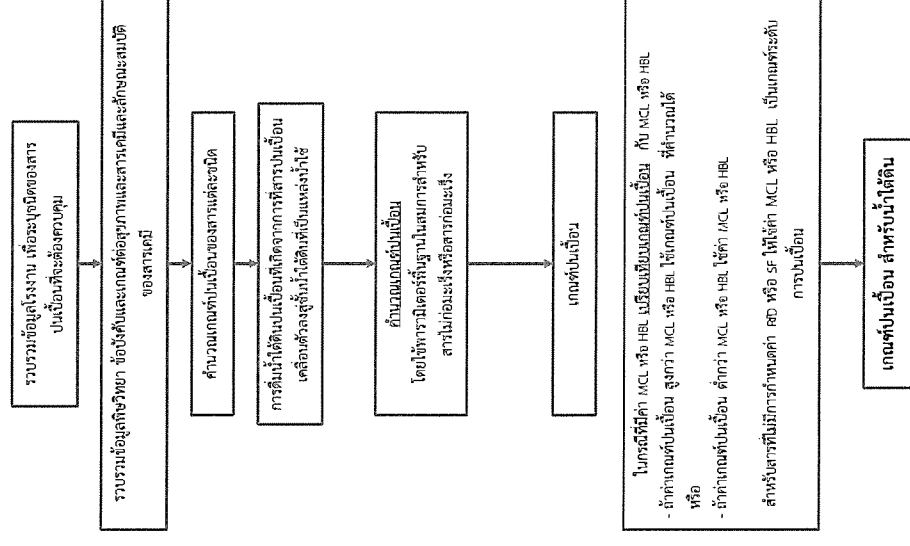 รวบรวมข้อมูลโรงงาน เพื่อระบุชนิดของสาร
ปนเปื้อนที่จะต้องควบคุม
รวบรวมข้อมูลพิษวิทยา ข้อบังคับและเกณฑ์ต่อสุขภาพและสารเคมีและลักษณะสมบัติ
ของสารเคมี
คำนวณเกณฑ์ปนเปื้อนของสารแต่ละชนิด
การดื่มน้ำใต้ดินปนเปื้อนที่เกิดจากการที่สารปนเปื้อน
เคลื่อนตัวลงสู่ชั้นน้ำใต้ดินที่เป็นแหล่งน้ำใช้
คำนวณเกณฑ์ปนเปื้อน
โดยใช้พารามิเตอร์พื้นฐานในสมการสำหรับ
สารไม่ก่อมะเร็งหรือสารก่อมะเร็ง
เกณฑ์ปนเปื้อน
ในกรณีที่มีค่า MCL หรือ HBL เปรียบเทียบเกณฑ์ปนเปื้อน กับ MCL หรือ HBL
- ถ้าค่าเกณฑ์ปนเปื้อน สูงกว่า MCL หรือ HBL ใช้เกณฑ์ปนเปื้อน ที่คำนวณได้
หรือ
- ถ้าค่าเกณฑ์ปนเปื้อน ต่ำกว่า MCL หรือ HBL ใช้ค่า MCL หรือ HBL
สำหรับสารที่ไม่มีการกำหนดค่า RfD หรือ SF ให้ใช้ค่า MCL หรือ HBL เป็นเกณฑ์ระดับ
การปนเปื้อน
เกณฑ์ปนเปื้อน สำหรับน้ำใต้ดิน